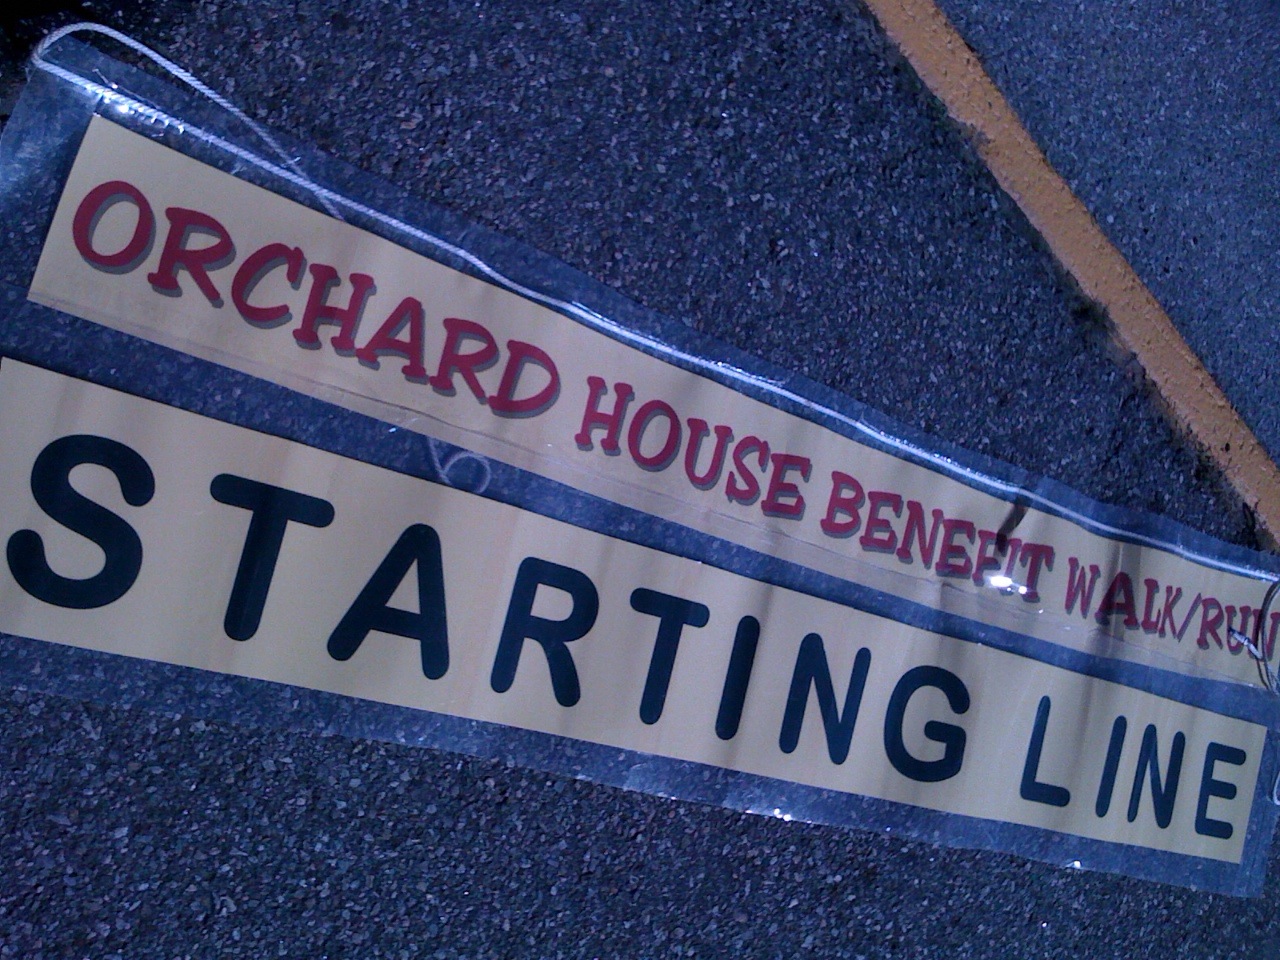 ORCHARD HOUSE BENEFIT WALK/RUN
STARTING LINE